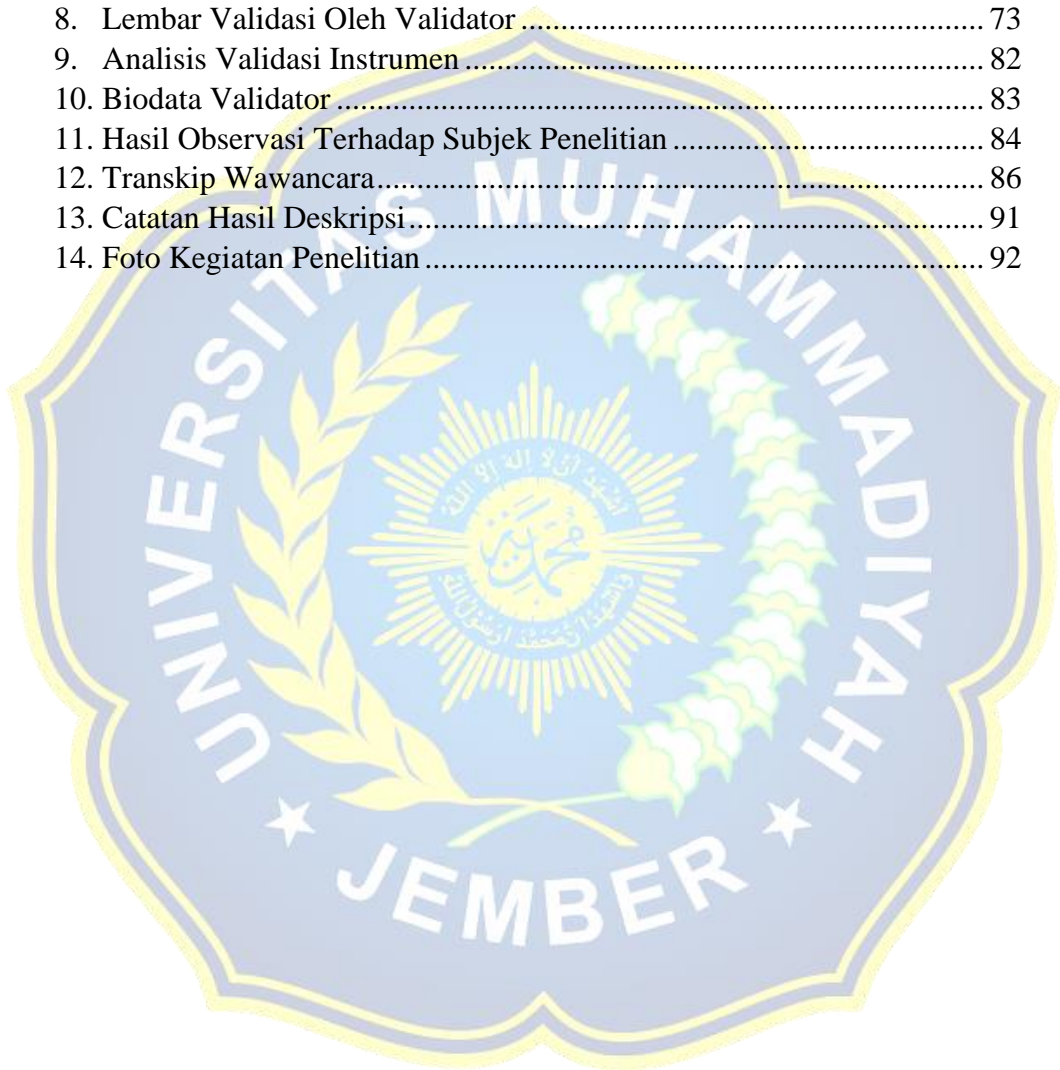 8. Lembar Validasi Oleh Validator ........................................................ 73
9. Analisis Validasi Instrumen .............................................................. 82
10. Biodata Validator .............................................................................. 83
11. Hasil Observasi Terhadap Subjek Penelitian ..................................... 84
12. Transkip Wawancara ......................................................................... 86
13. Catatan Hasil Deskripsi ..................................................................... 91
14. Foto Kegiatan Penelitian ................................................................... 92
UNIVERSITAS MUHAMMADIYAH
JEMBER